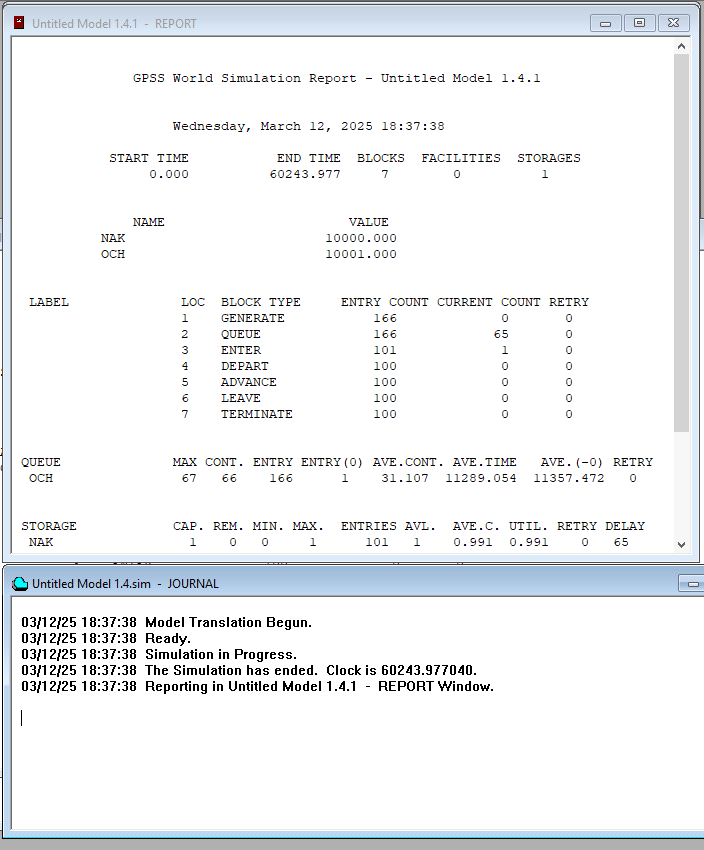 Untitled Model 1.4.1 - REPORT
GPSS World Simulation Report - Untitled Model 1.4.1
Wednesday, March 12, 2025 18:37:38
START TIME END TIME BLOCKS FACILITIES STORAGES
0.000 60243.977 7 0 1
NAME VALUE
NAK 10000.000
OCH 10001.000
LABEL LOC BLOCK TYPE ENTRY COUNT CURRENT COUNT RETRY
1 GENERATE 166 0 0
2 QUEUE 166 65 0
3 ENTER 101 1 0
4 DEPART 100 0 0
5 ADVANCE 100 0 0
6 LEAVE 100 0 0
7 TERMINATE 100 0 0
QUEUE MAX CONT. ENTRY ENTRY(0) AVE.CONT. AVE.TIME AVE.(-0) RETRY
OCH 67 66 166 1 31.107 11289.054 11357.472 0
STORAGE CAP. REM. MIN. MAX. ENTRIES AVL. AVE.C. UTIL. RETRY DELAY
NAK 1 0 0 1 101 1 0.991 0.991 0 65
Untitled Model 1.4.sim - JOURNAL
03/12/25 18:37:38 Model Translation Begun.
03/12/25 18:37:38 Ready.
03/12/25 18:37:38 Simulation in Progress.
03/12/25 18:37:38 The Simulation has ended. Clock is 60243.977040.
03/12/25 18:37:38 Reporting in Untitled Model 1.4.1 - REPORT Window.